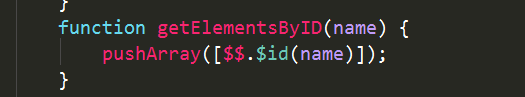 }
function getElementsByID(name) {
pushArray([$$.$id(name)]);
}